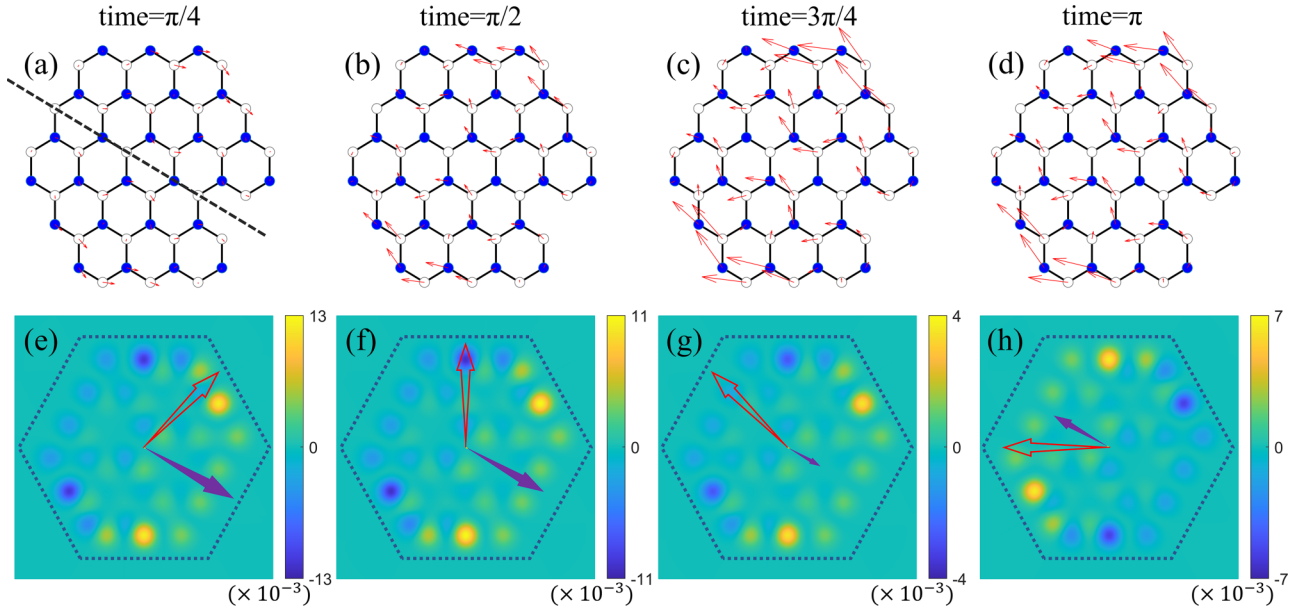 time=π/4 time=π/2 time=3π/4 time=π
(a) (b) (c) (d)
(e) 13 (f) 11 (g) 4 (h) 7
0 0 0 0
-13 -11 -4 -7
(× 10⁻³) (× 10⁻³) (× 10⁻³) (× 10⁻³)